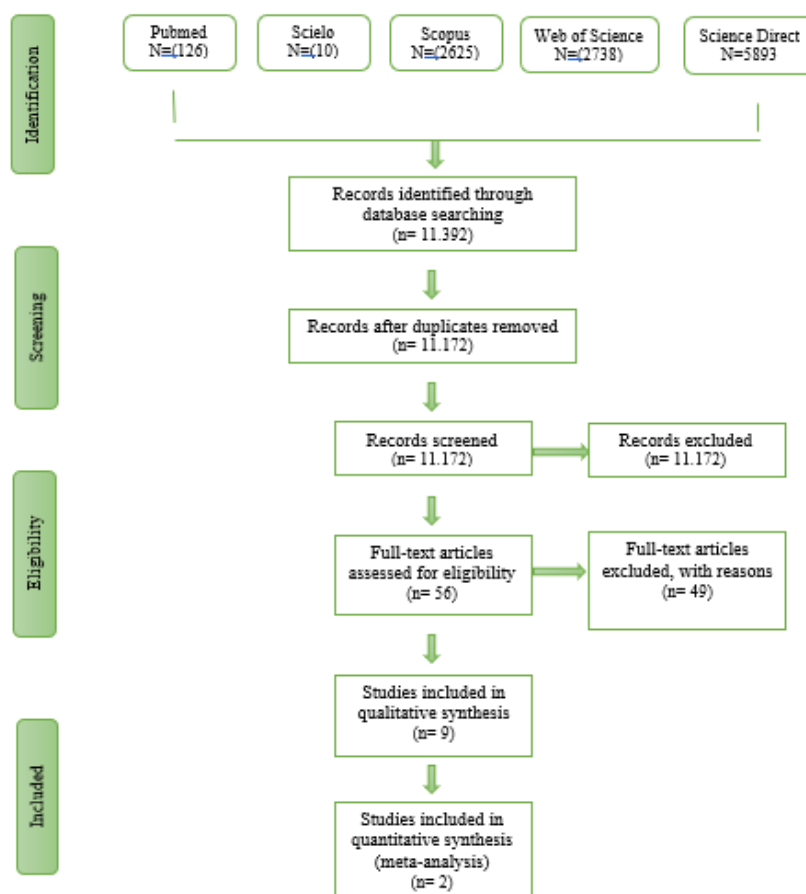 Pubmed
N=(126)
Scielo
N=(10)
Scopus
N=(2625)
Web of Science
N=(2738)
Science Direct
N=5893
Identification
Records identified through
database searching
(n= 11.392)
Screening
Records after duplicates removed
(n= 11.172)
Records screened
(n= 11.172)
Records excluded
(n= 11.172)
Eligibility
Full-text articles
assessed for eligibility
(n= 56)
Full-text articles
excluded, with reasons
(n= 49)
Studies included in
qualitative synthesis
(n= 9)
Included
Studies included in
quantitative synthesis
(meta-analysis)
(n= 2)